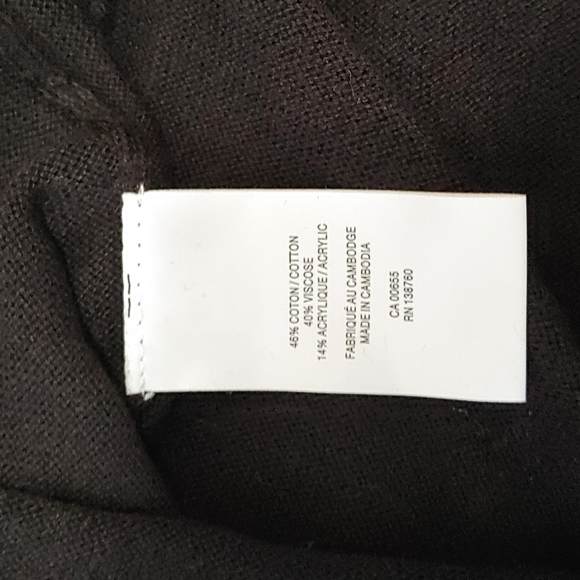 46% COTON/COTTON
40% VISCOSE
14% ACRYLIQUE/ACRYLIC
FABRIQUÉ AU CAMBODGE
MADE IN CAMBODIA
CA 00655
RN 138760